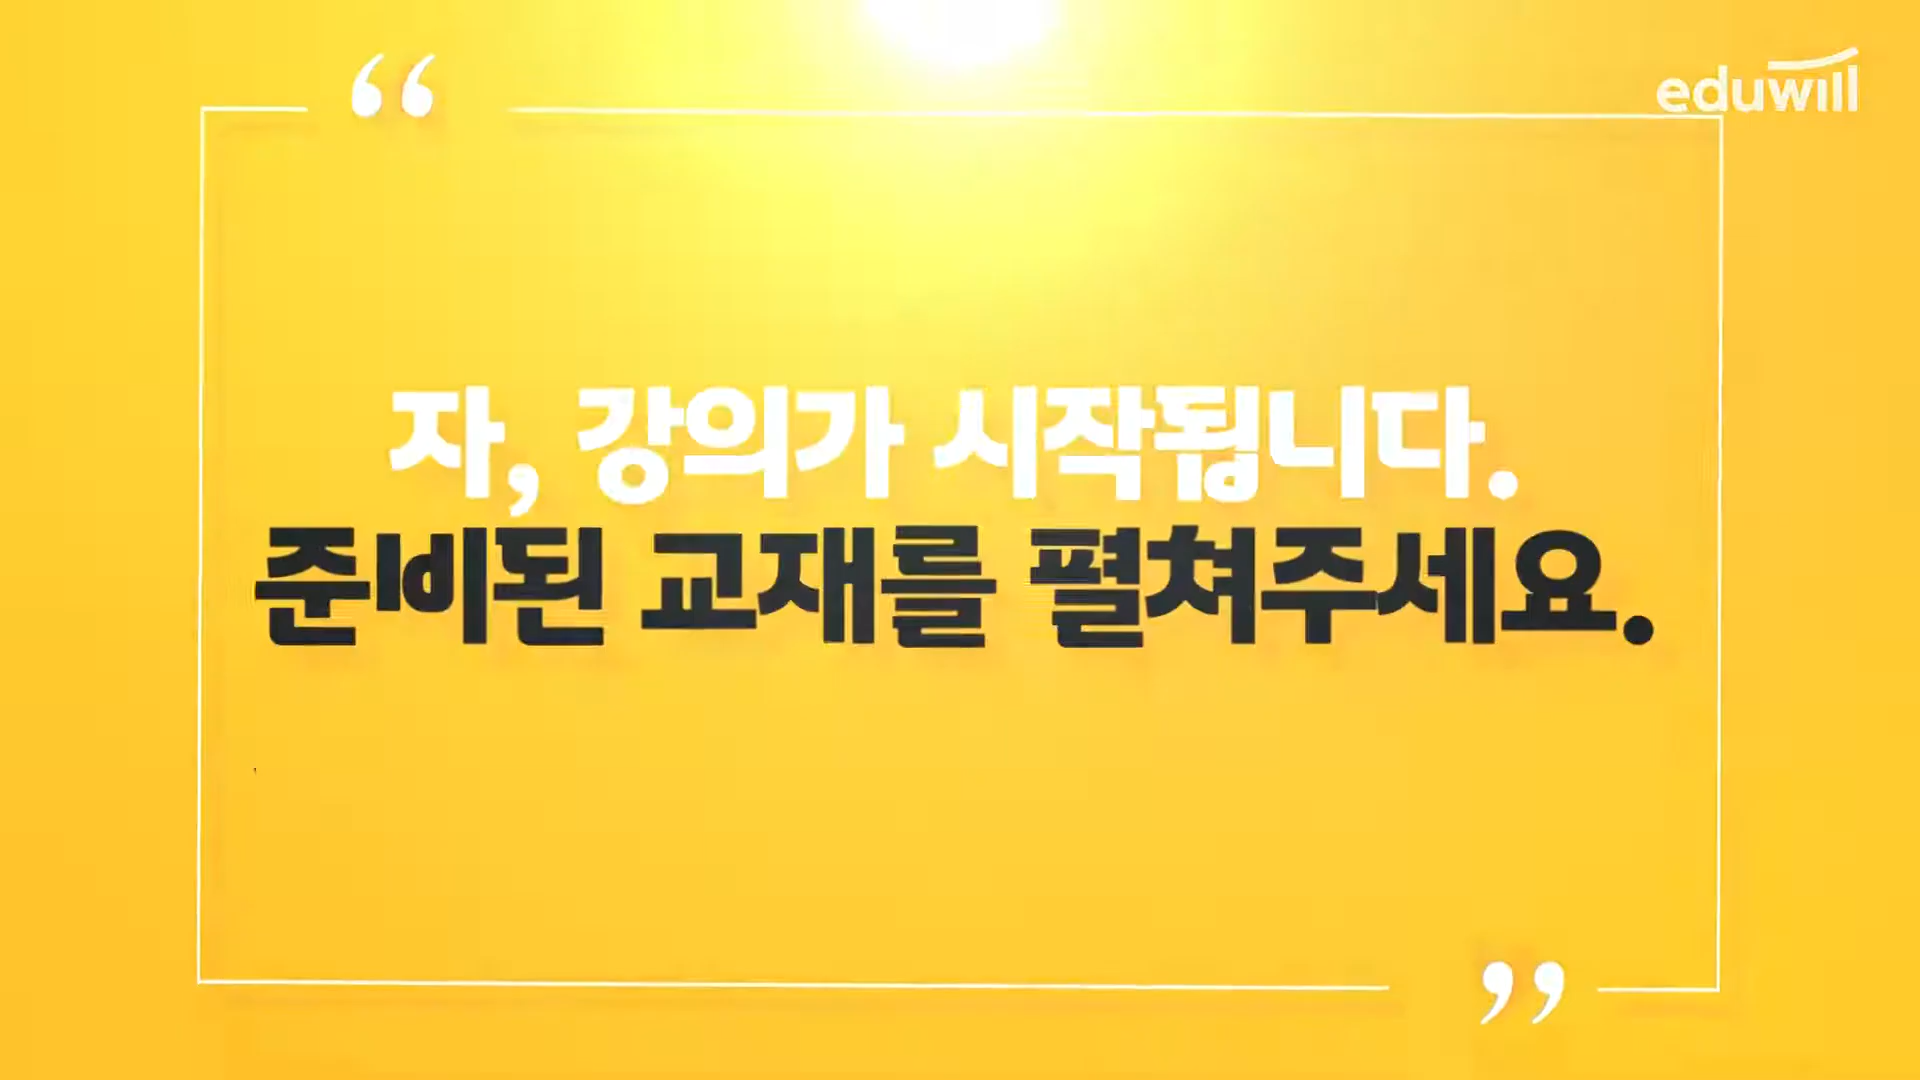 eduwill
“
자, 강의가 시작됩니다.
준비된 교재를 펼쳐주세요.
”